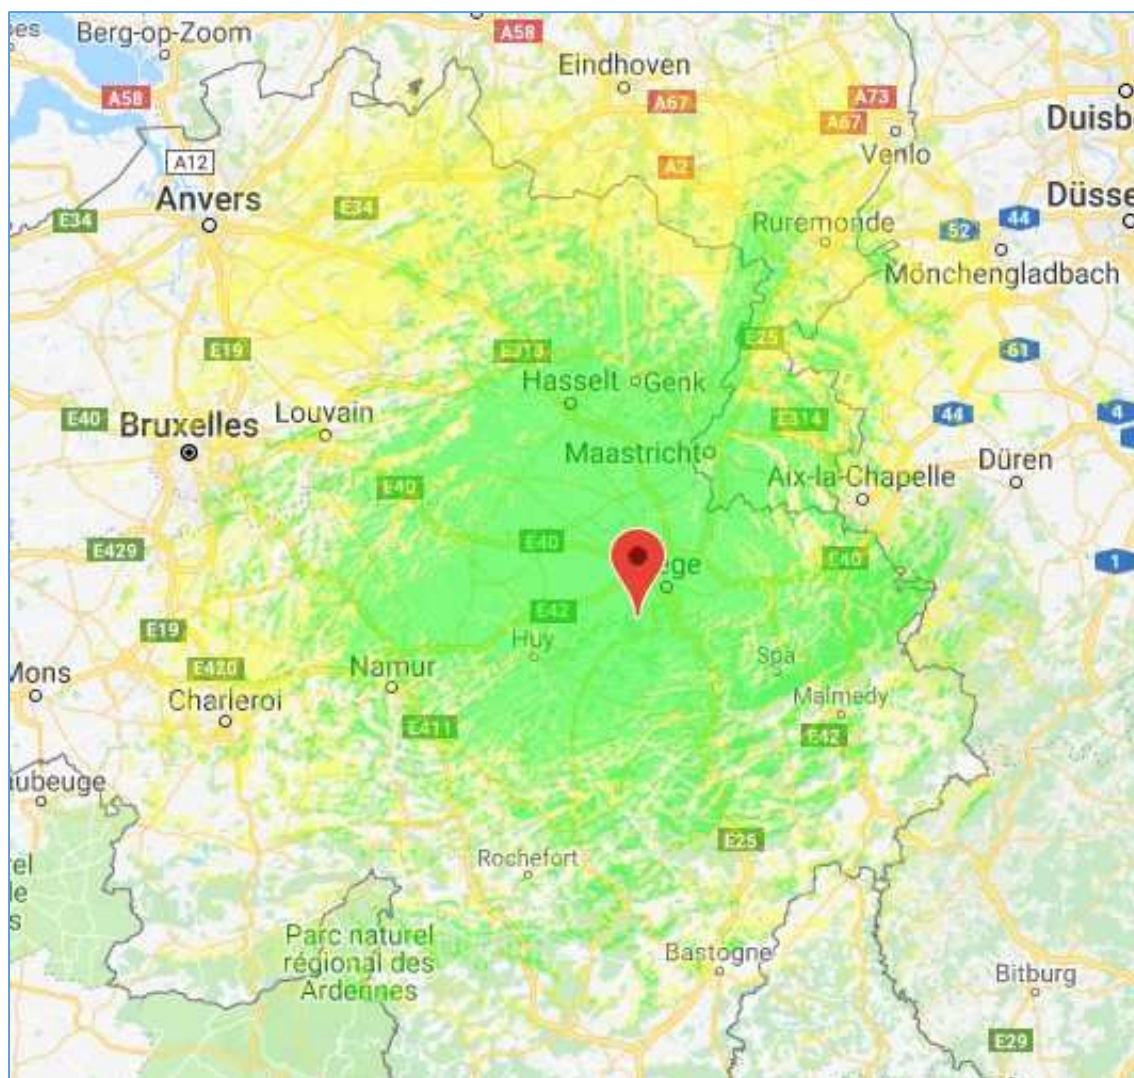 A58
Berg-op-Zoom
Eindhoven
A58
A67
A73
A67
Duisb
A12
Venlo
A2
Anvers
E34
E34
Düsse
Ruremonde
52
44
Mönchengladbach
E19
E313
E25
61
Hasselt
Genk
E40
Louvain
Bruxelles
E314
44
4
Maastricht
Aix-la-Chapelle
Düren
E40
E429
E40
E40
1
ège
E42
Huy
E19
E420
Namur
Spa
Mons
Charleroi
Malmedy
E411
E42
aubeuge
E25
Rochefort
Parc naturel
régional des
Ardennes
Bastogne
Bitburg
E29